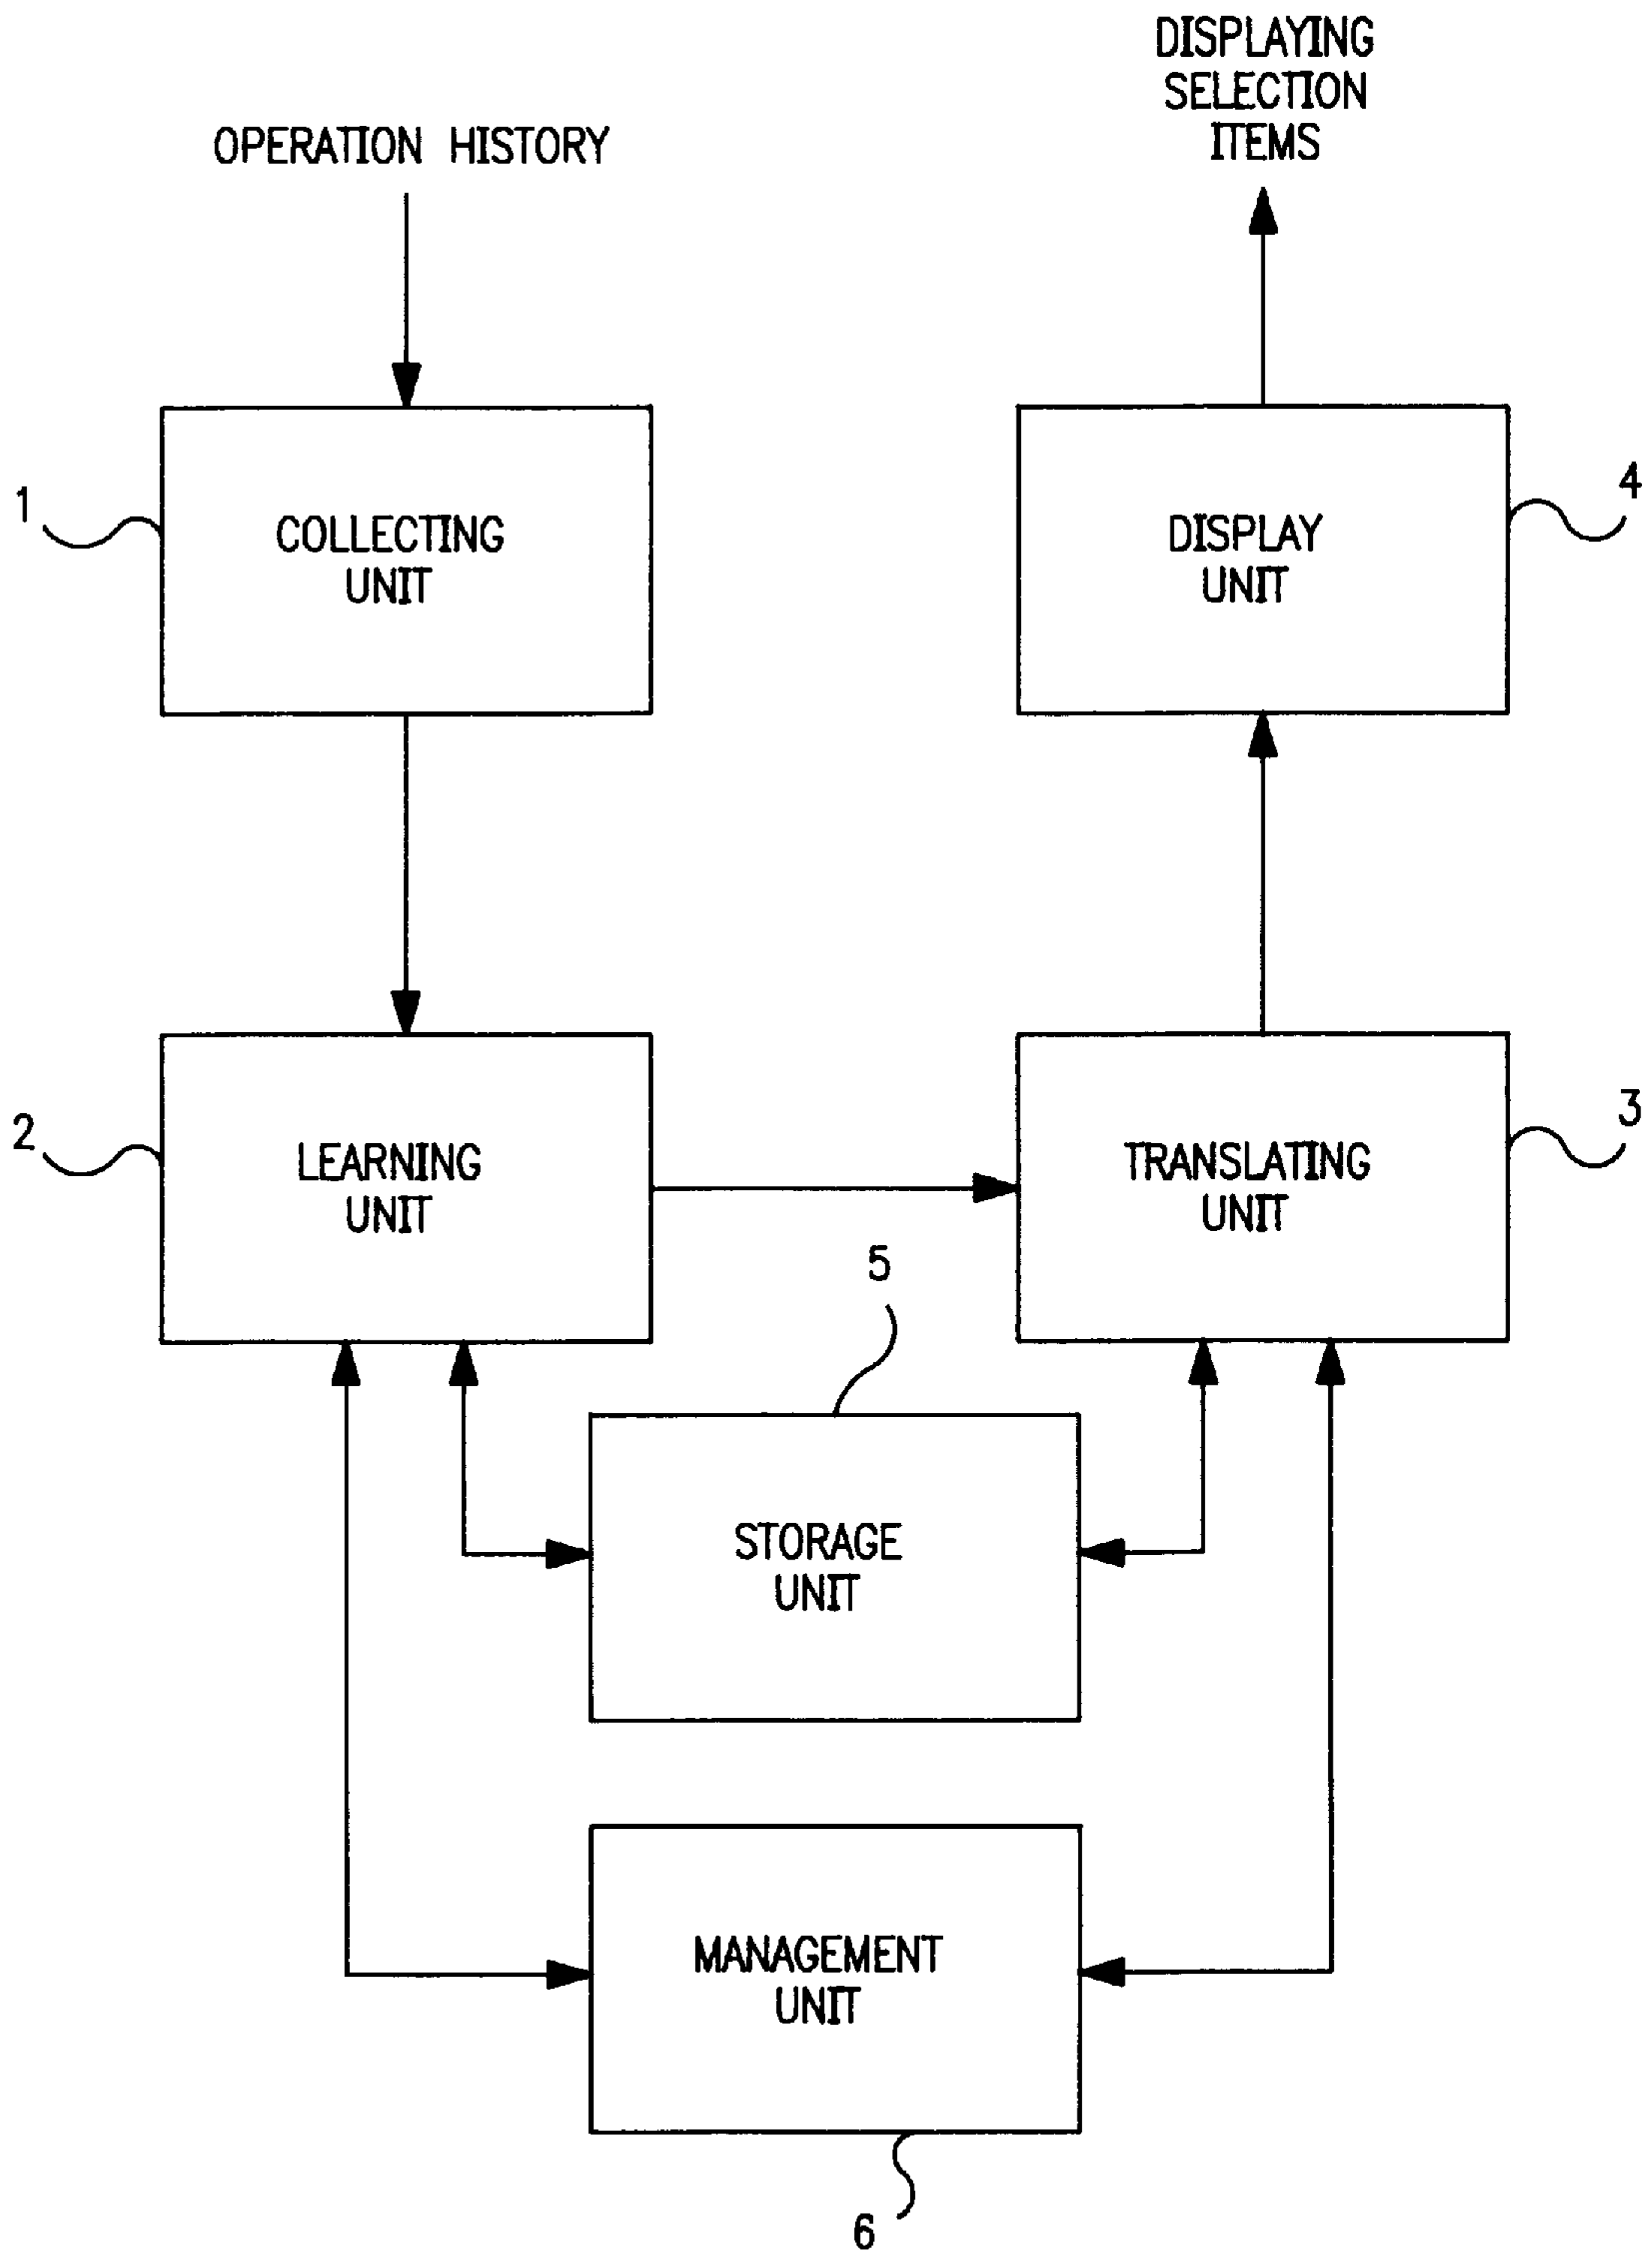 DISPLAYING
SELECTION
ITEMS
OPERATION HISTORY
1
COLLECTING
UNIT
4
DISPLAY
UNIT
2
LEARNING
UNIT
3
TRANSLATING
UNIT
5
STORAGE
UNIT
MANAGEMENT
UNIT
6